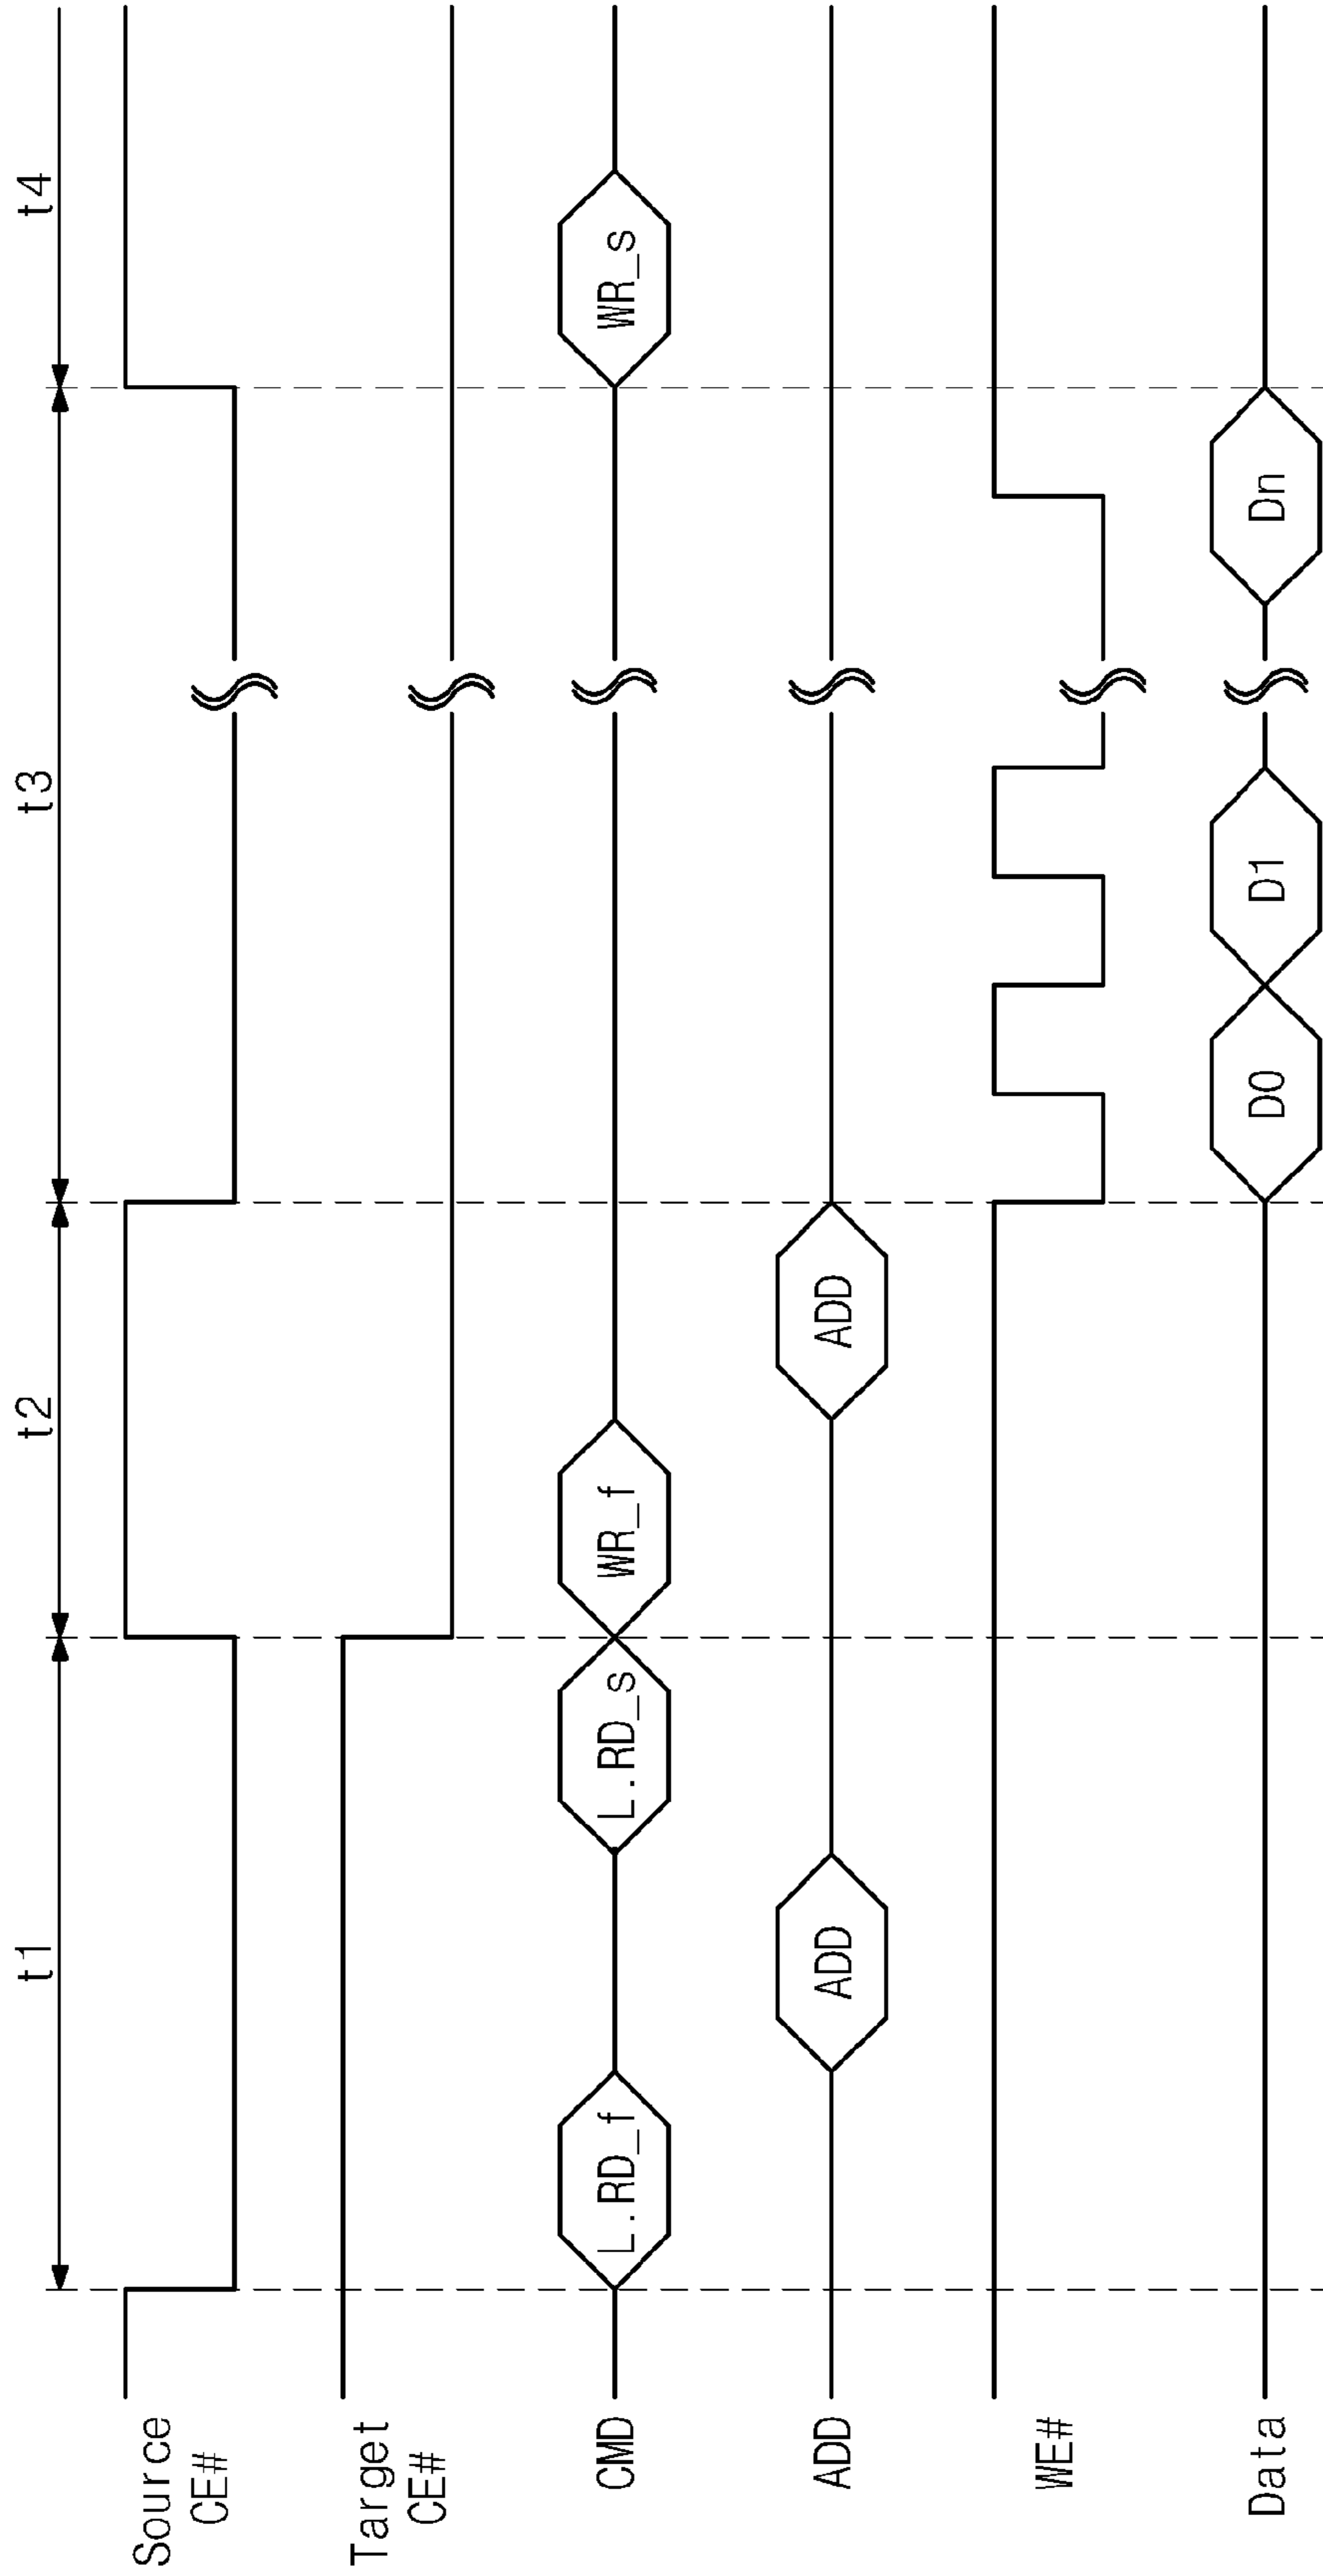 t1 t2 t3 t4
Source
CE#
Target
CE#
CMD L.RD_f L.RD_s WR_f WR_s
ADD ADD ADD
WE#
Data D0 D1 Dn